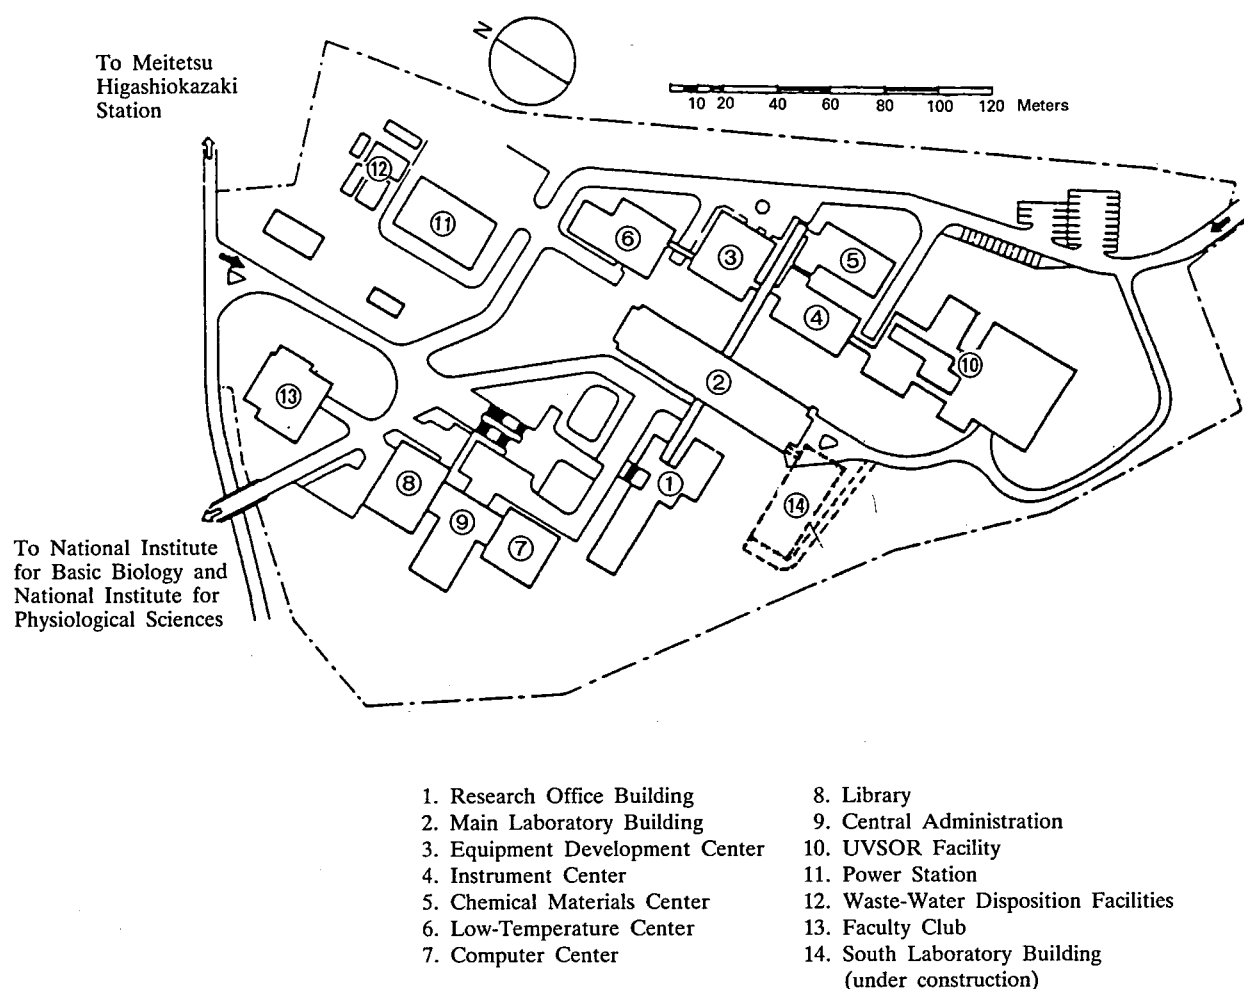 N
To Meitetsu
Higashiokazaki
Station
10 20 40 60 80 100 120 Meters
12
11
6
3
5
4
10
2
13
8
9
7
1
14
To National Institute
for Basic Biology and
National Institute for
Physiological Sciences
1. Research Office Building
2. Main Laboratory Building
3. Equipment Development Center
4. Instrument Center
5. Chemical Materials Center
6. Low-Temperature Center
7. Computer Center
8. Library
9. Central Administration
10. UVSOR Facility
11. Power Station
12. Waste-Water Disposition Facilities
13. Faculty Club
14. South Laboratory Building
(under construction)